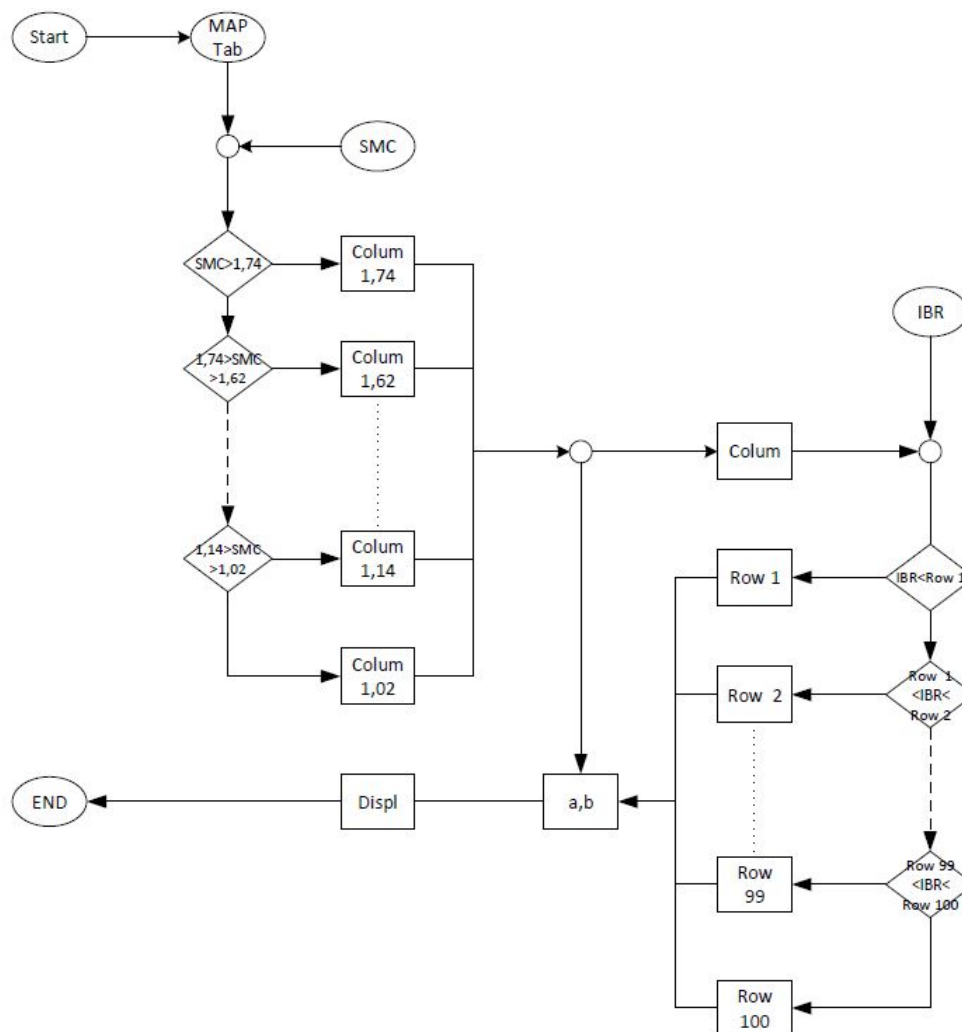 Start
MAP
Tab
SMC
SMC>1,74
Colum
1,74
1,74>SMC
>1,62
Colum
1,62
1,14>SMC
>1,02
Colum
1,14
Colum
1,02
IBR
Colum
IBR<Row 1
Row 1
Row 1
<IBR<
Row 2
Row 2
Row 99
<IBR<
Row 100
Row
99
Row
100
a,b
Displ
END